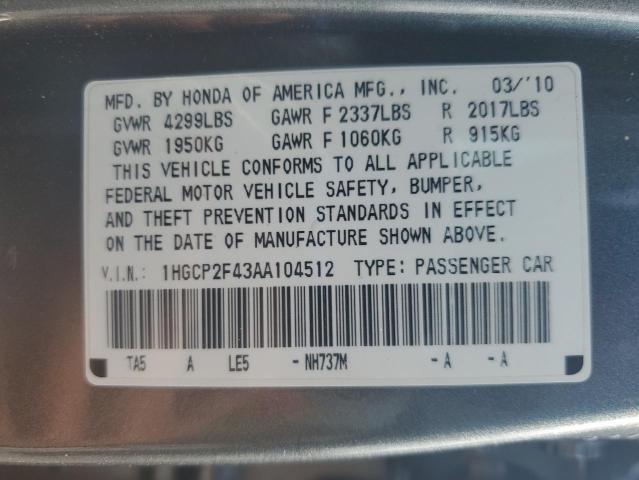 MFD. BY HONDA OF AMERICA MFG., INC. 03/'10
GVWR 4299LBS GAWR F 2337LBS R 2017LBS
GVWR 1950KG GAWR F 1060KG R 915KG
THIS VEHICLE CONFORMS TO ALL APPLICABLE
FEDERAL MOTOR VEHICLE SAFETY, BUMPER,
AND THEFT PREVENTION STANDARDS IN EFFECT
ON THE DATE OF MANUFACTURE SHOWN ABOVE.
V.I.N.: 1HGCP2F43AA104512 TYPE: PASSENGER CAR
TA5 A LE5 - NH737M - A - A